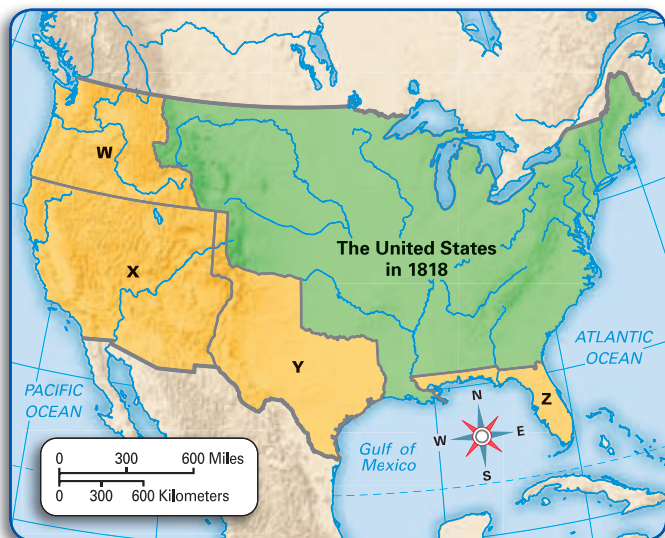 W
The United States
in 1818
X
ATLANTIC
OCEAN
Y
PACIFIC
OCEAN
Z
N
W
E
S
Gulf of
Mexico
0 300 600 Miles
0 300 600 Kilometers